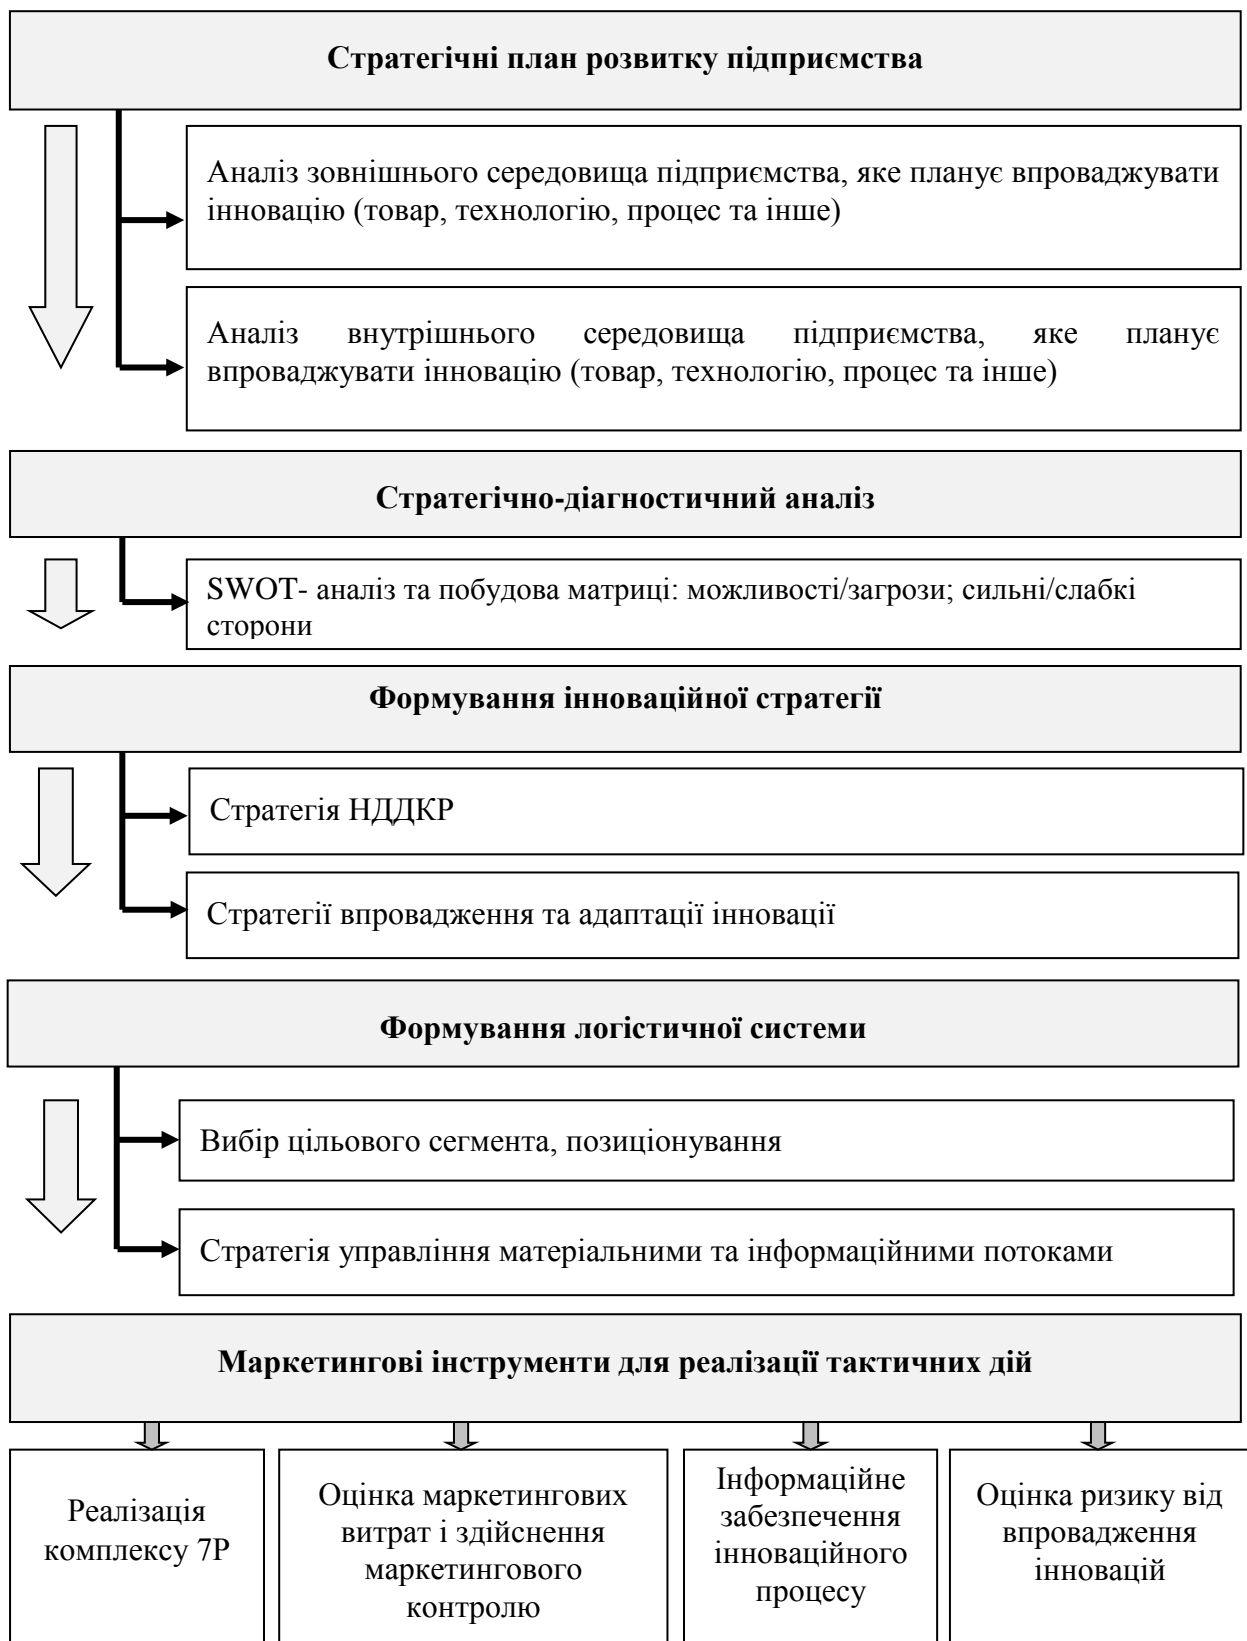 Стратегічні план розвитку підприємства
Аналіз зовнішнього середовища підприємства, яке планує впроваджувати
інновацію (товар, технологію, процес та інше)
Аналіз внутрішнього середовища підприємства, яке планує
впроваджувати інновацію (товар, технологію, процес та інше)
Стратегічно-діагностичний аналіз
SWOT- аналіз та побудова матриці: можливості/загрози; сильні/слабкі
сторони
Формування інноваційної стратегії
Стратегія НДДКР
Стратегії впровадження та адаптації інновації
Формування логістичної системи
Вибір цільового сегмента, позиціонування
Стратегія управління матеріальними та інформаційними потоками
Маркетингові інструменти для реалізації тактичних дій
Реалізація
комплексу 7Р
Оцінка маркетингових
витрат і здійснення
маркетингового
контролю
Інформаційне
забезпечення
інноваційного
процесу
Оцінка ризику від
впровадження
інновацій